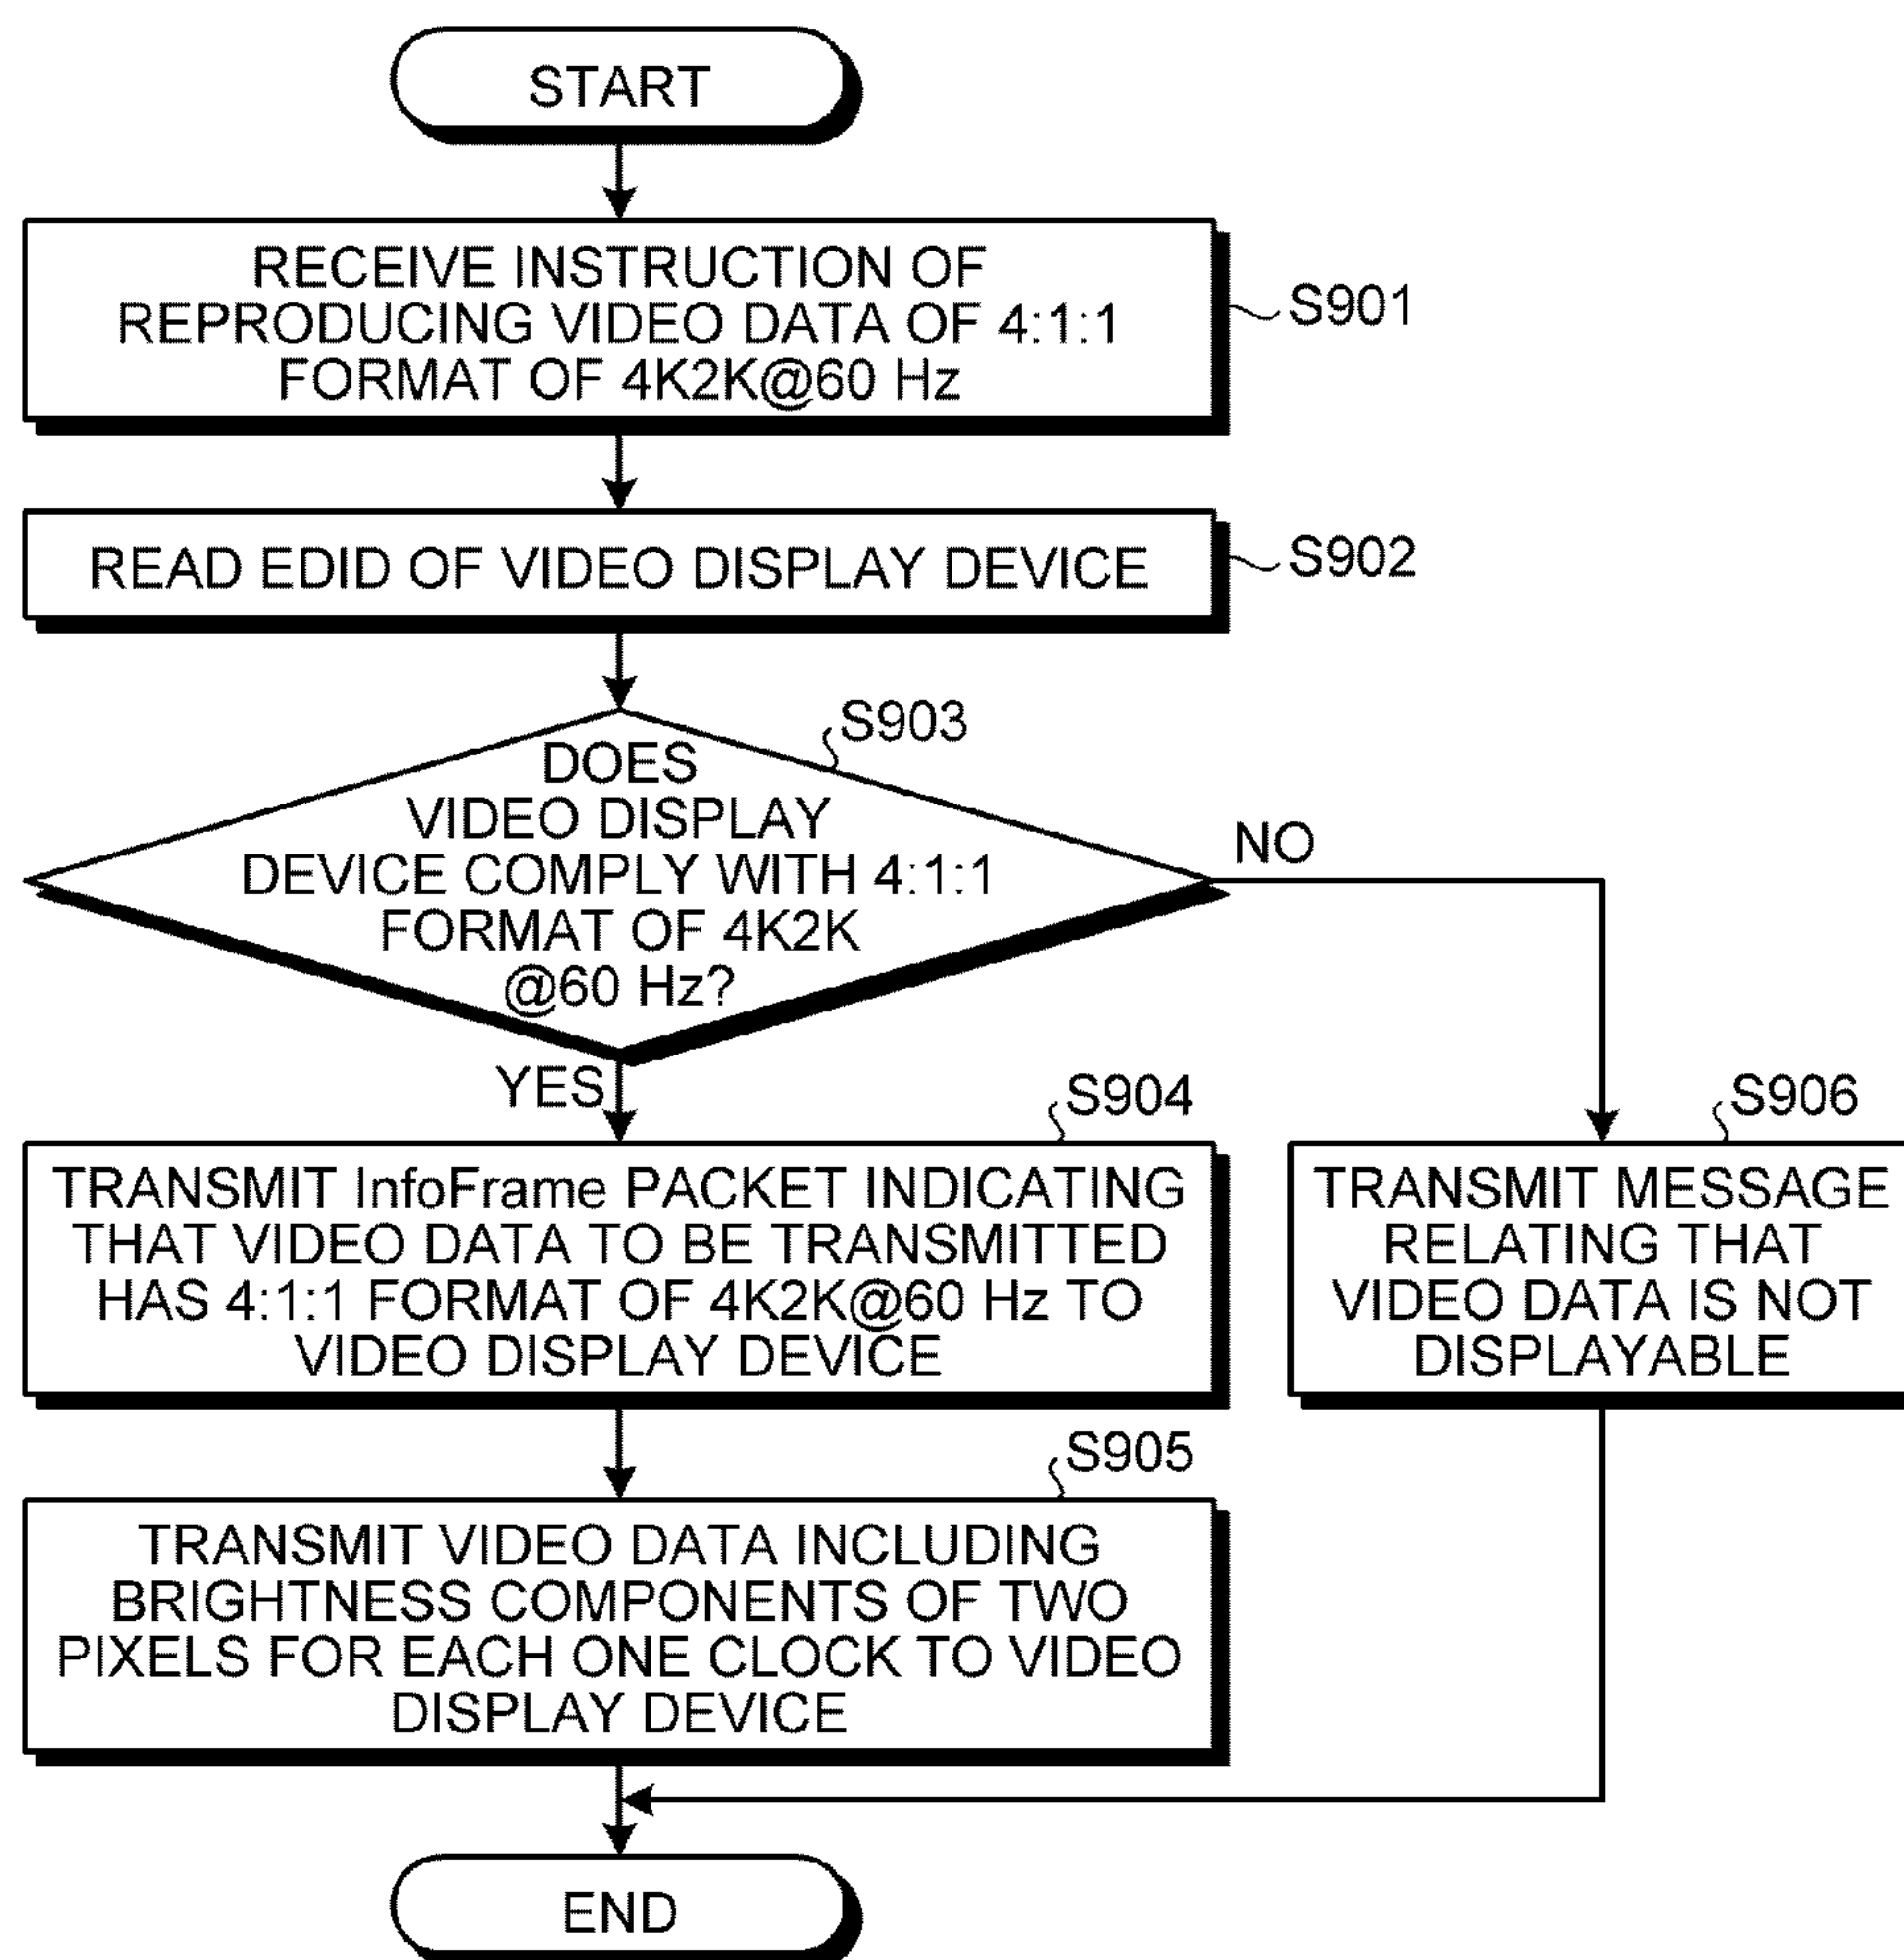 START
RECEIVE INSTRUCTION OF
REPRODUCING VIDEO DATA OF 4:1:1
FORMAT OF 4K2K@60 Hz
S901
READ EDID OF VIDEO DISPLAY DEVICE
S902
S903
DOES
VIDEO DISPLAY
DEVICE COMPLY WITH 4:1:1
FORMAT OF 4K2K
@60 Hz?
NO
YES
S904
TRANSMIT InfoFrame PACKET INDICATING
THAT VIDEO DATA TO BE TRANSMITTED
HAS 4:1:1 FORMAT OF 4K2K@60 Hz TO
VIDEO DISPLAY DEVICE
S906
TRANSMIT MESSAGE
RELATING THAT
VIDEO DATA IS NOT
DISPLAYABLE
S905
TRANSMIT VIDEO DATA INCLUDING
BRIGHTNESS COMPONENTS OF TWO
PIXELS FOR EACH ONE CLOCK TO VIDEO
DISPLAY DEVICE
END